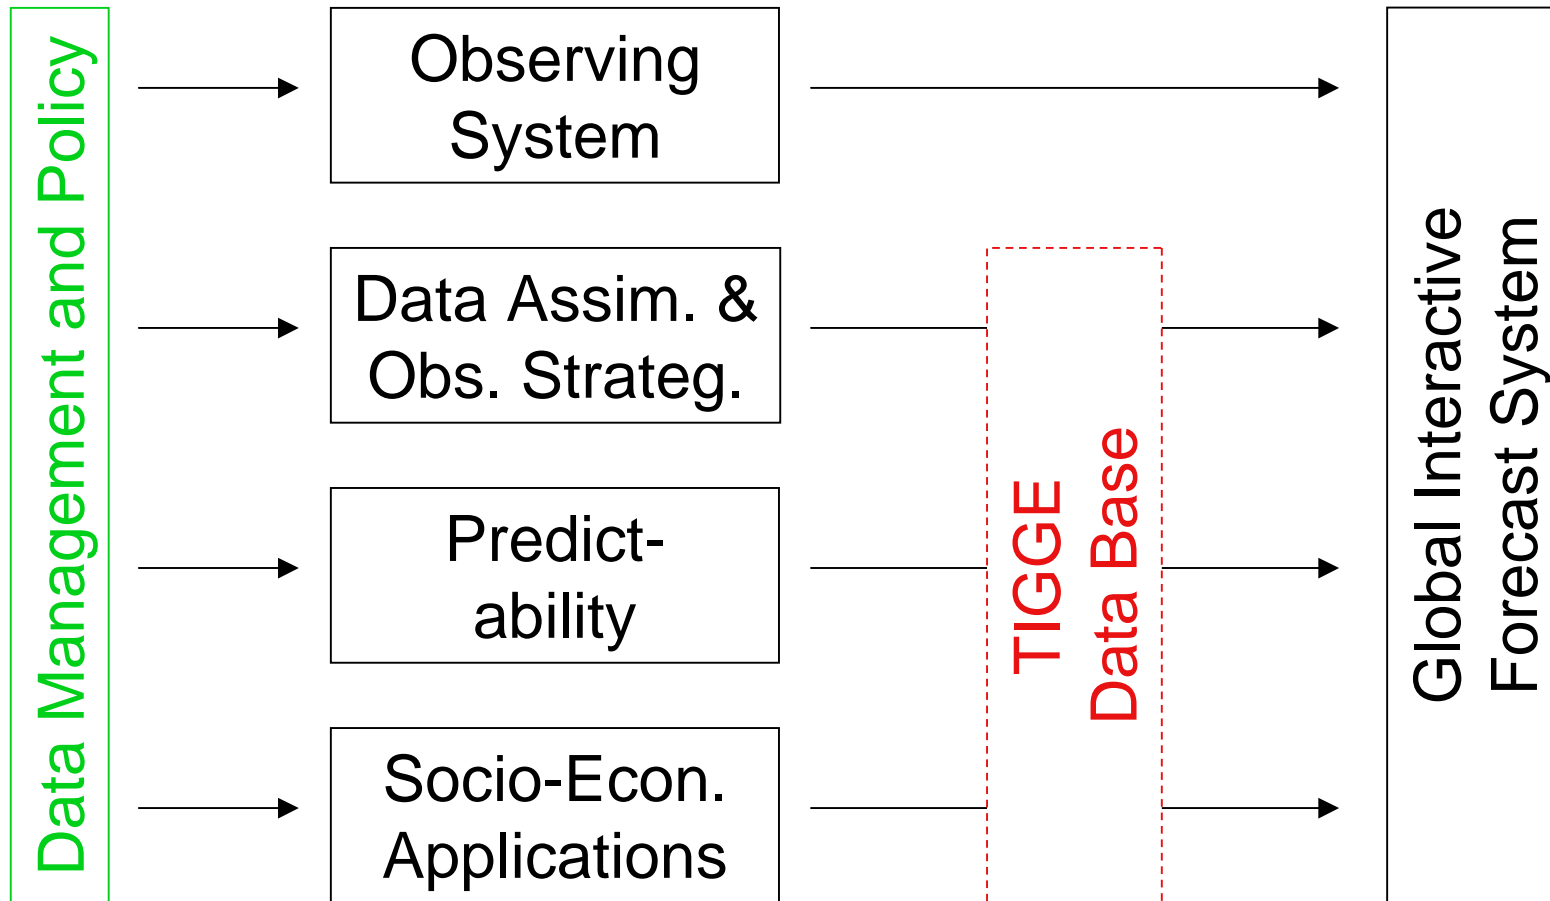 Data Management and Policy
Observing
System
Data Assim. &
Obs. Strateg.
Predict-
ability
Socio-Econ.
Applications
TIGGE
Data Base
Global Interactive
Forecast System